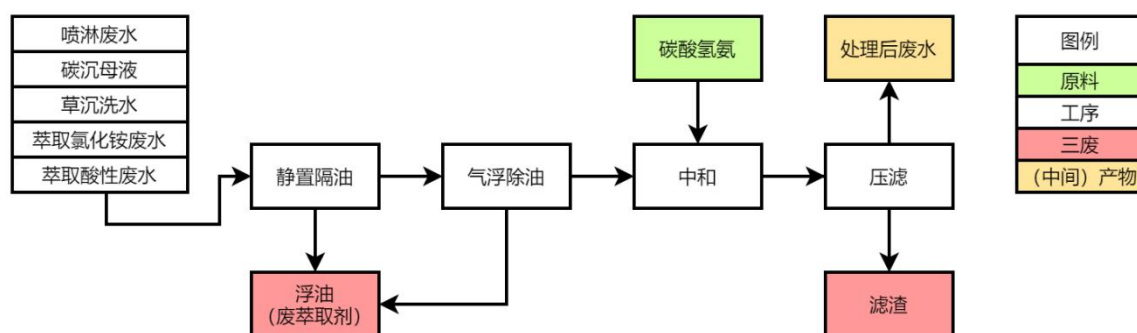 喷淋废水
碳沉母液
草沉洗水
萃取氯化铵废水
萃取酸性废水
静置隔油
气浮除油
碳酸氢氨
中和
处理后废水
压滤
浮油
(废萃取剂)
滤渣
图例
原料
工序
三废
(中间)产物